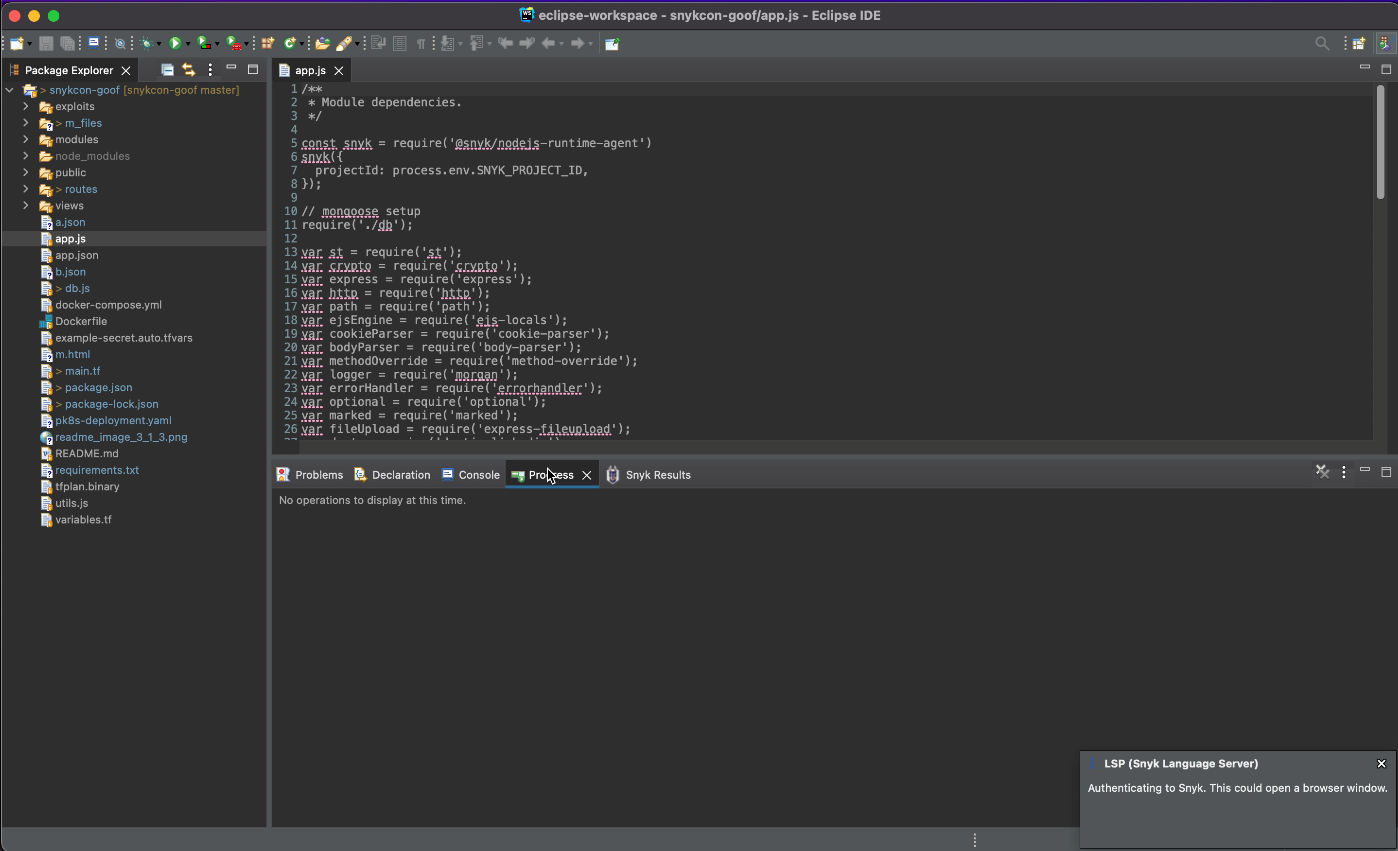 eclipse-workspace - snykcon-goof/app.js - Eclipse IDE
Package Explorer
> snykcon-goof [snykcon-goof master]
exploits
> m_files
modules
node_modules
public
> routes
views
a.json
app.js
app.json
b.json
> db.js
docker-compose.yml
Dockerfile
example-secret.auto.tfvars
m.html
> main.tf
> package.json
> package-lock.json
pk8s-deployment.yaml
readme_image_3_1_3.png
README.md
requirements.txt
tfplan.binary
utils.js
variables.tf
app.js
1 /**
2  * Module dependencies.
3  */
4
5 const snyk = require('@snyk/nodejs-runtime-agent')
6 snyk({
7   projectId: process.env.SNYK_PROJECT_ID,
8 });
9
10 // mongoose setup
11 require('./db');
12
13 var st = require('st');
14 var crypto = require('crypto');
15 var express = require('express');
16 var http = require('http');
17 var path = require('path');
18 var ejsEngine = require('ejs-locals');
19 var cookieParser = require('cookie-parser');
20 var bodyParser = require('body-parser');
21 var methodOverride = require('method-override');
22 var logger = require('morgan');
23 var errorHandler = require('errorhandler');
24 var optional = require('optional');
25 var marked = require('marked');
26 var fileUpload = require('express-fileupload');
Problems Declaration Console Progress Snyk Results
No operations to display at this time.
LSP (Snyk Language Server)
Authenticating to Snyk. This could open a browser window.